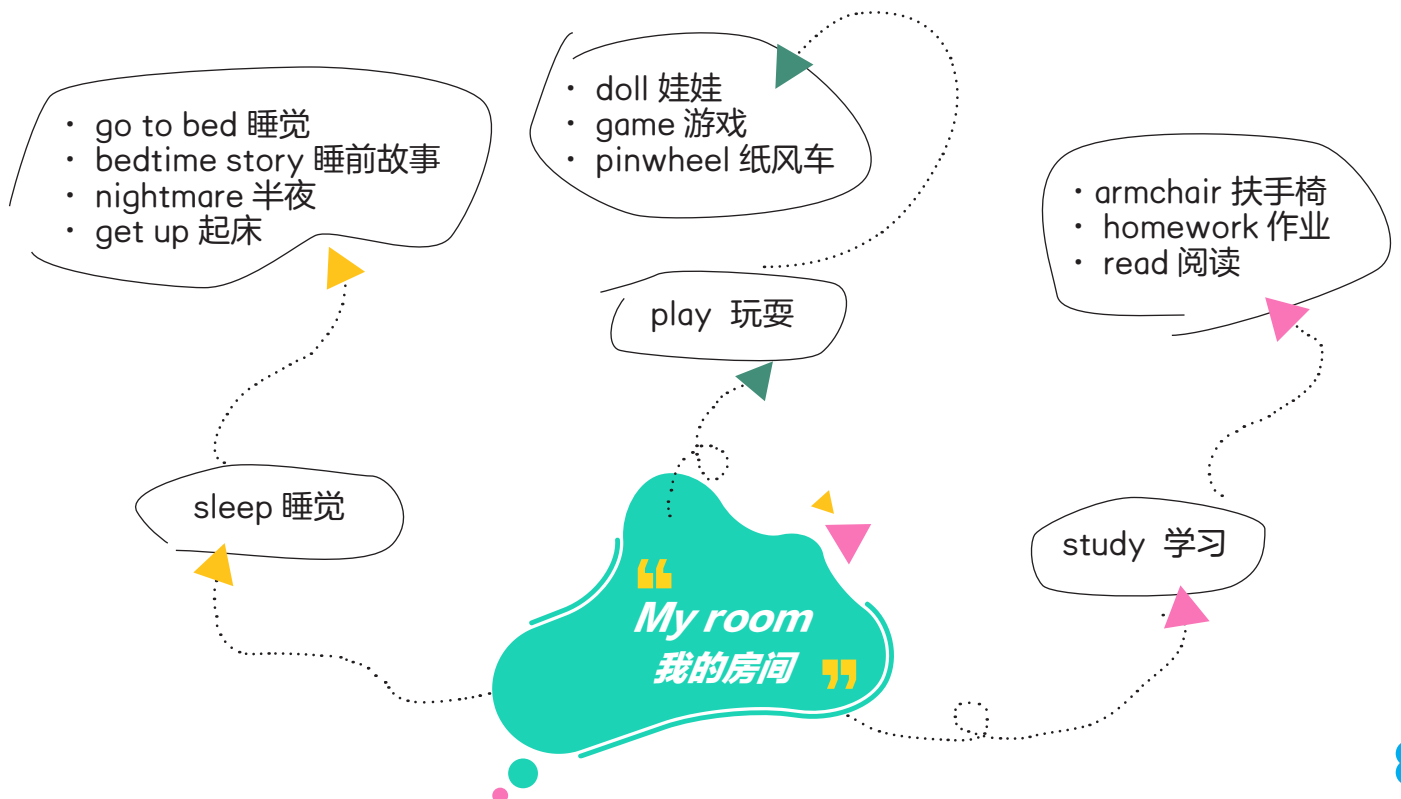 • go to bed 睡觉
• bedtime story 睡前故事
• nightmare 半夜
• get up 起床
• doll 娃娃
• game 游戏
• pinwheel 纸风车
• armchair 扶手椅
• homework 作业
• read 阅读
play 玩耍
sleep 睡觉
study 学习
“
My room
我的房间
”